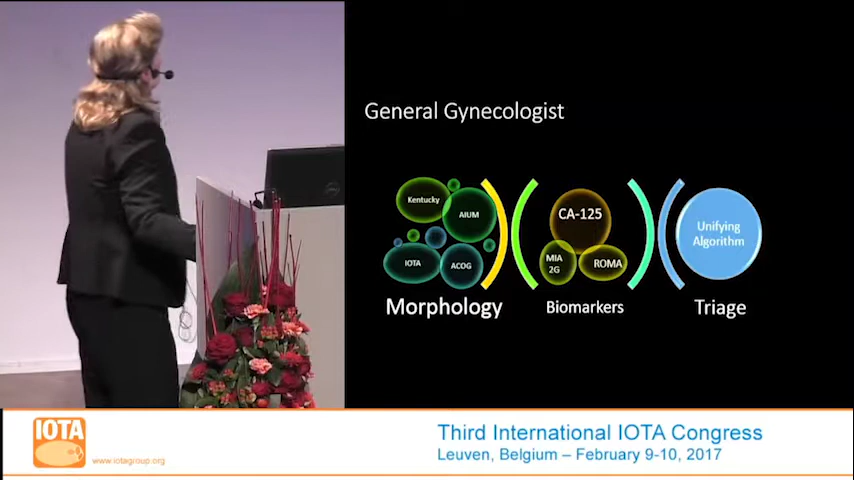 General Gynecologist
Kentucky
AIUM
IOTA
ACOG
Morphology
CA-125
MIA
2G
ROMA
Biomarkers
Unifying
Algorithm
Triage
IOTA
www.iotagroup.org
Third International IOTA Congress
Leuven, Belgium – February 9-10, 2017